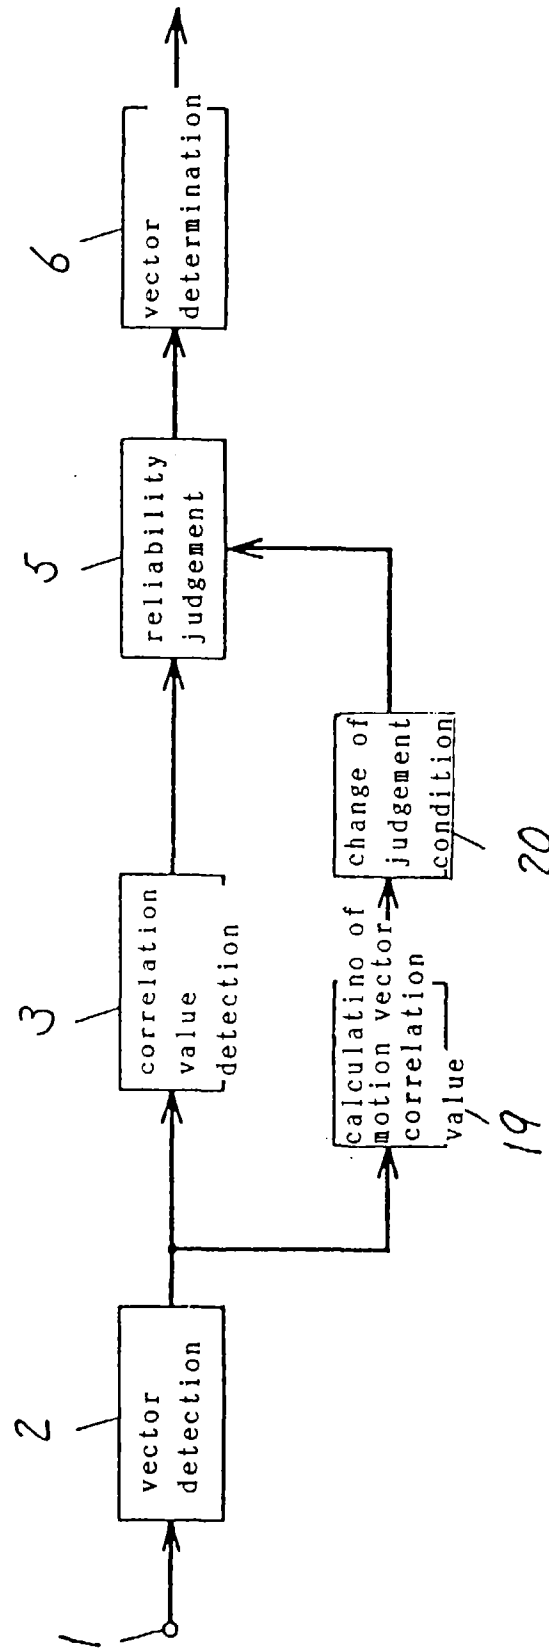 1
2
vector
detection
3
correlation
value
detection
5
reliability
judgement
6
vector
determination
calculatino of
motion vector
correlation
value
19
change of
judgement
condition
20